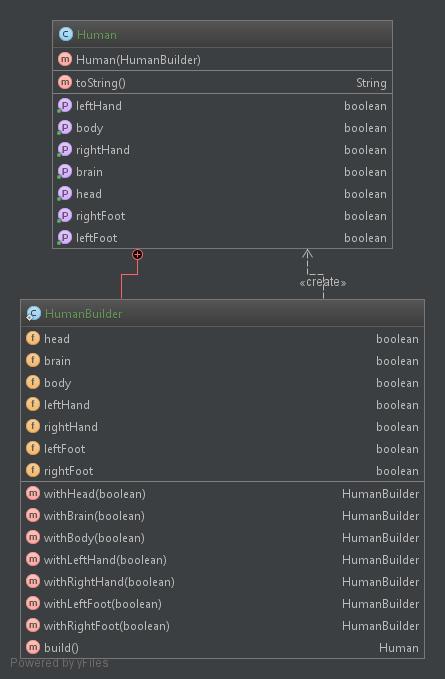 Human
Human(HumanBuilder)
toString() String
leftHand boolean
body boolean
rightHand boolean
brain boolean
head boolean
rightFoot boolean
leftFoot boolean
«create»
HumanBuilder
head boolean
brain boolean
body boolean
leftHand boolean
rightHand boolean
leftFoot boolean
rightFoot boolean
withHead(boolean) HumanBuilder
withBrain(boolean) HumanBuilder
withBody(boolean) HumanBuilder
withLeftHand(boolean) HumanBuilder
withRightHand(boolean) HumanBuilder
withLeftFoot(boolean) HumanBuilder
withRightFoot(boolean) HumanBuilder
build() Human
Powered by yFiles